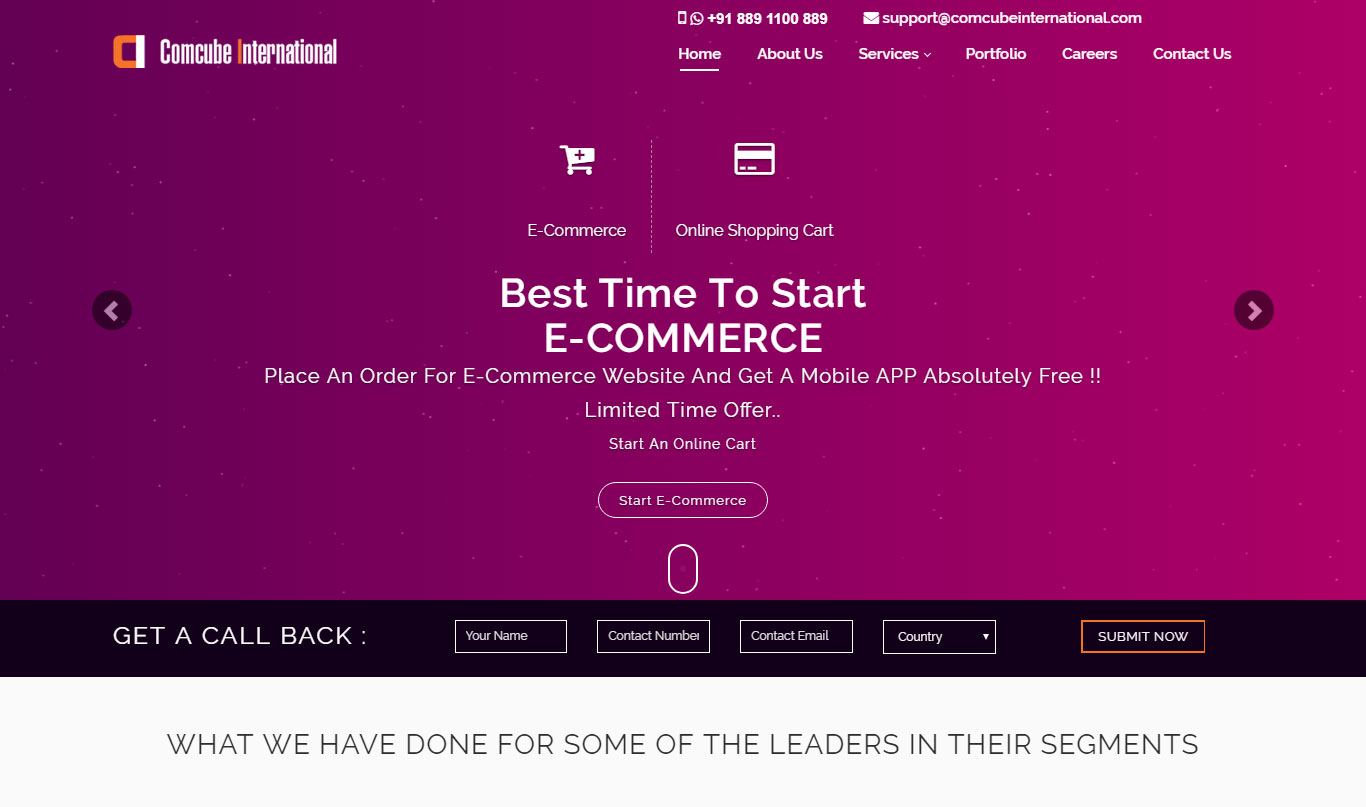 +91 889 1100 889 support@comcubeinternational.com
Comcube International
Home About Us Services Portfolio Careers Contact Us
E-Commerce Online Shopping Cart
Best Time To Start
E-COMMERCE
Place An Order For E-Commerce Website And Get A Mobile APP Absolutely Free !!
Limited Time Offer..
Start An Online Cart
Start E-Commerce
GET A CALL BACK : Your Name Contact Number Contact Email Country SUBMIT NOW
WHAT WE HAVE DONE FOR SOME OF THE LEADERS IN THEIR SEGMENTS